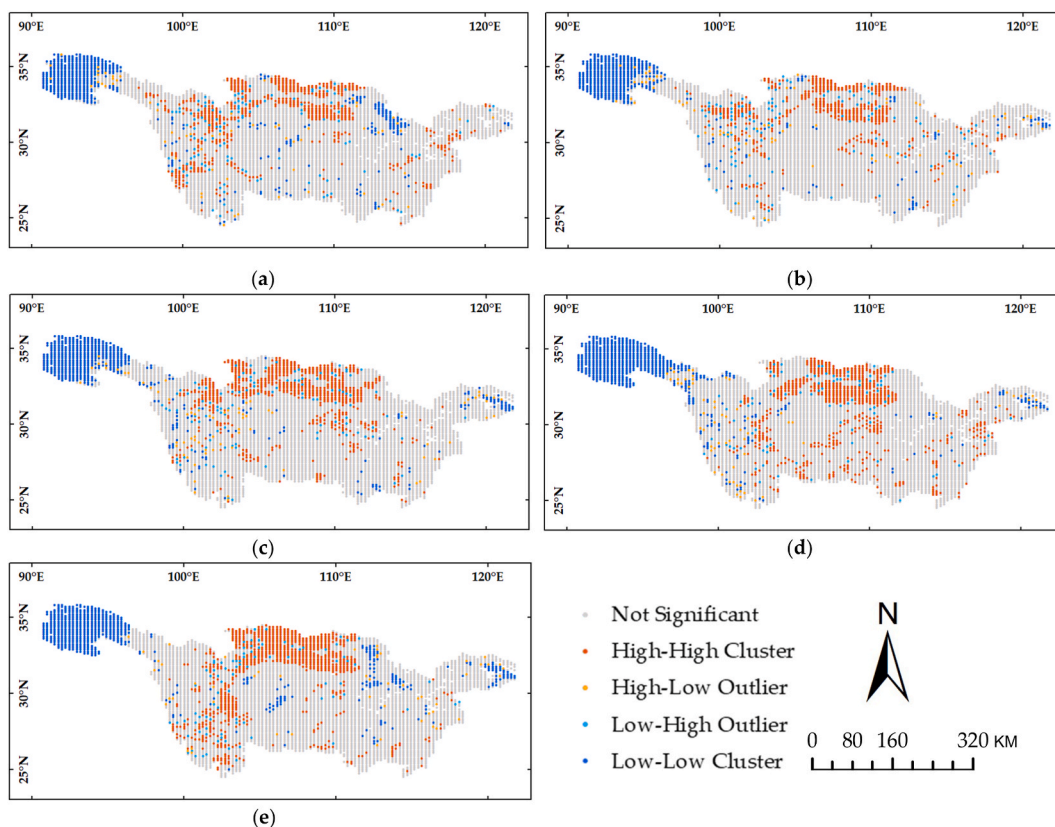 90°E 100°E 110°E 120°E
35°N
30°N
25°N
(a)
90°E 100°E 110°E 120°E
35°N
30°N
25°N
(b)
90°E 100°E 110°E 120°E
35°N
30°N
25°N
(c)
90°E 100°E 110°E 120°E
35°N
30°N
25°N
(d)
90°E 100°E 110°E 120°E
35°N
30°N
25°N
(e)
Not Significant
High-High Cluster
High-Low Outlier
Low-High Outlier
Low-Low Cluster
N
0 80 160 320 KM